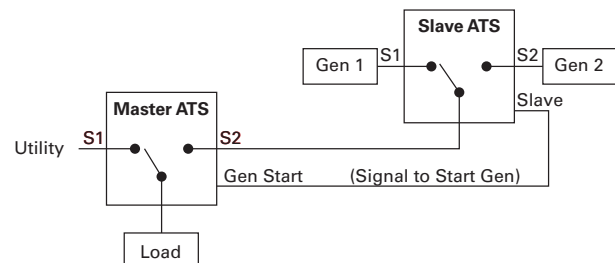 Slave ATS
Gen 1
S1
S2
Gen 2
Slave
Master ATS
Utility
S1
S2
Gen Start
(Signal to Start Gen)
Load